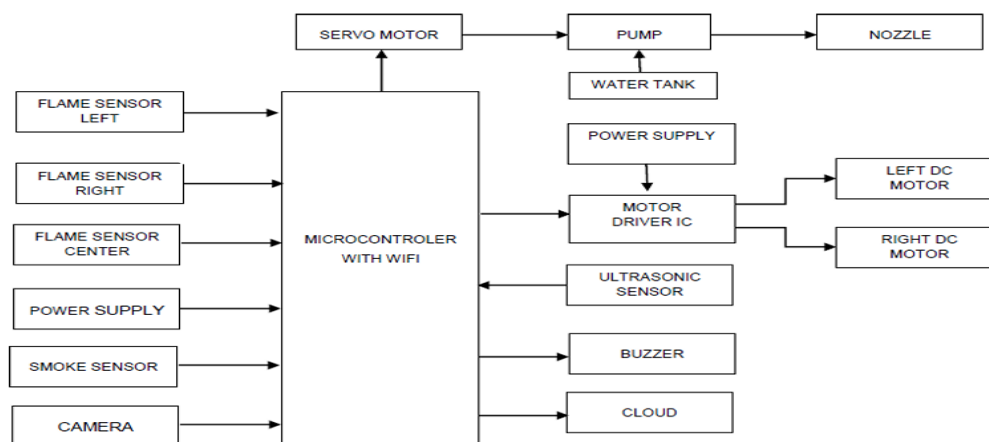 SERVO MOTOR
PUMP
NOZZLE
WATER TANK
FLAME SENSOR
LEFT
POWER SUPPLY
FLAME SENSOR
RIGHT
LEFT DC
MOTOR
MOTOR
DRIVER IC
FLAME SENSOR
CENTER
MICROCONTROLER
WITH WIFI
RIGHT DC
MOTOR
ULTRASONIC
SENSOR
POWER SUPPLY
SMOKE SENSOR
BUZZER
CAMERA
CLOUD